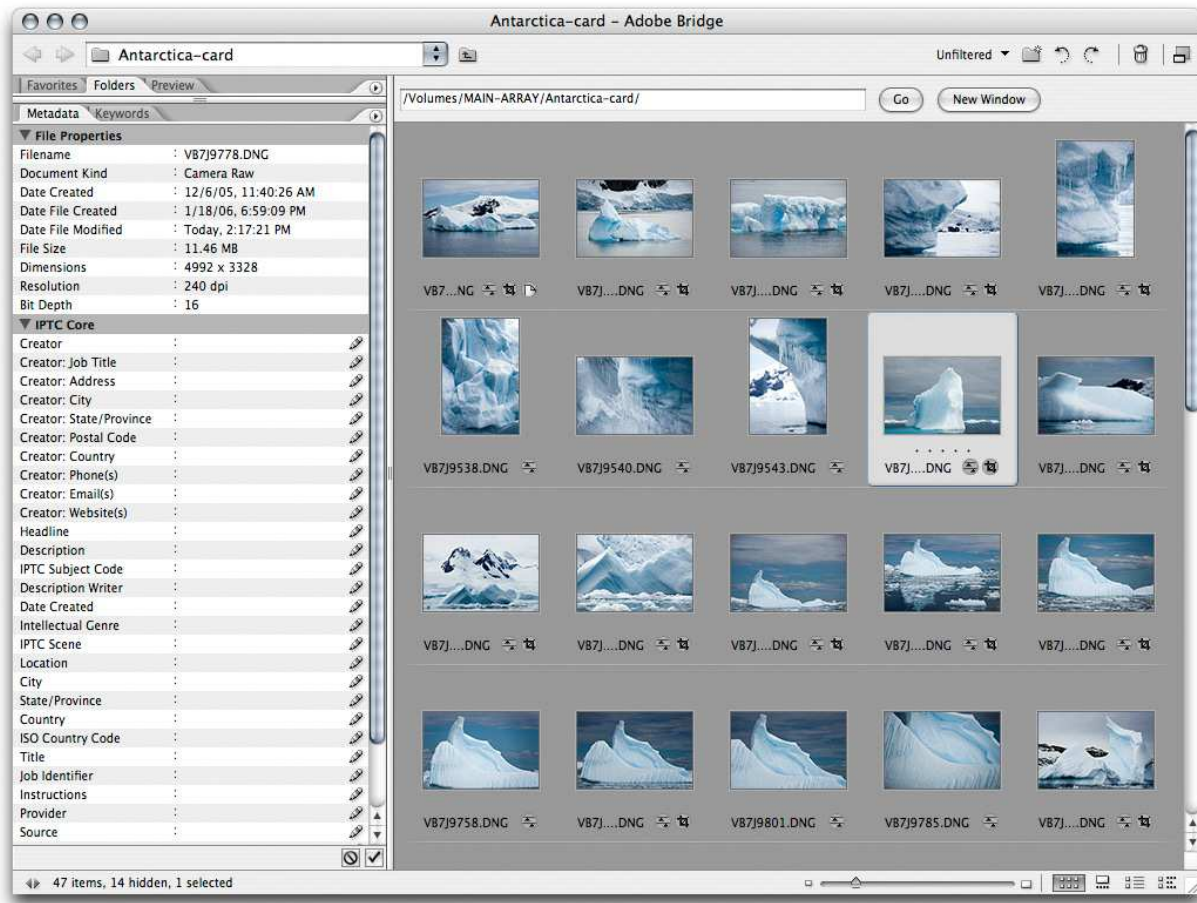 Antarctica-card – Adobe Bridge
Antarctica-card
Unfiltered
Favorites Folders Preview
/Volumes/MAIN-ARRAY/Antarctica-card/
Go
New Window
Metadata Keywords
File Properties
Filename : VB7J9778.DNG
Document Kind : Camera Raw
Date Created : 12/6/05, 11:40:26 AM
Date File Created : 1/18/06, 6:59:09 PM
Date File Modified : Today, 2:17:21 PM
File Size : 11.46 MB
Dimensions : 4992 x 3328
Resolution : 240 dpi
Bit Depth : 16
IPTC Core
Creator :
Creator: Job Title :
Creator: Address :
Creator: City :
Creator: State/Province :
Creator: Postal Code :
Creator: Country :
Creator: Phone(s) :
Creator: Email(s) :
Creator: Website(s) :
Headline :
Description :
IPTC Subject Code :
Description Writer :
Date Created :
Intellectual Genre :
IPTC Scene :
Location :
City :
State/Province :
Country :
ISO Country Code :
Title :
Job Identifier :
Instructions :
Provider :
Source :
VB7...NG VB7J....DNG VB7J....DNG VB7J....DNG VB7J....DNG
VB7J9538.DNG VB7J9540.DNG VB7J9543.DNG VB7J....DNG VB7J....DNG
VB7J....DNG VB7J....DNG VB7J....DNG VB7J....DNG VB7J....DNG
VB7J9758.DNG VB7J....DNG VB7J9801.DNG VB7J9785.DNG VB7J....DNG
47 items, 14 hidden, 1 selected